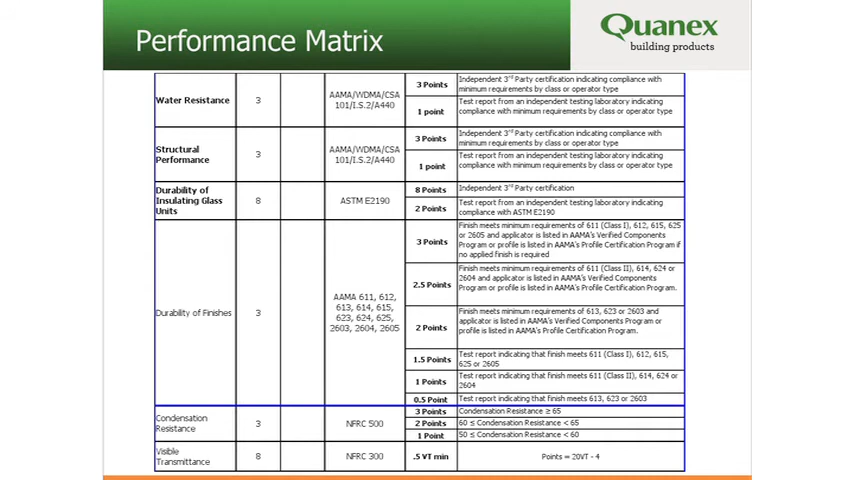 Performance Matrix
Quanex
building products
Water Resistance
3
AAMA/WDMA/CSA
101/I.S.2/A440
3 Points
Independent 3rd Party certification indicating compliance with
minimum requirements by class or operator type
1 point
Test report from an independent testing laboratory indicating
compliance with minimum requirements by class or operator type
Structural
Performance
3
AAMA/WDMA/CSA
101/I.S.2/A440
3 Points
Independent 3rd Party certification indicating compliance with
minimum requirements by class or operator type
1 point
Test report from an independent testing laboratory indicating
compliance with minimum requirements by class or operator type
Durability of
Insulating Glass
Units
8
ASTM E2190
8 Points
Independent 3rd Party certification
2 Points
Test report from an independent testing laboratory indicating
compliance with ASTM E2190
Durability of Finishes
3
AAMA 611, 612,
613, 614, 615,
623, 624, 625,
2603, 2604, 2605
3 Points
Finish meets minimum requirements of 611 (Class I), 612, 615, 625
or 2605 and applicator is listed in AAMA's Verified Components
Program or profile is listed in AAMA's Profile Certification Program if
no applied finish is required
2.5 Points
Finish meets minimum requirements of 611 (Class II), 614, 624 or
2604 and applicator is listed in AAMA's Verified Components
Program or profile is listed in AAMA's Profile Certification Program.
2 Points
Finish meets minimum requirements of 613, 623 or 2603 and
applicator is listed in AAMA's Verified Components Program or
profile is listed in AAMA's Profile Certification Program.
1.5 Points
Test report indicating that finish meets 611 (Class I), 612, 615,
625 or 2605
1 Points
Test report indicating that finish meets 611 (Class II), 614, 624 or
2604
0.5 Point
Test report indicating that finish meets 613, 623 or 2603
Condensation
Resistance
3
NFRC 500
3 Points
Condensation Resistance ≥ 65
2 Points
60 ≤ Condensation Resistance < 65
1 Point
50 ≤ Condensation Resistance < 60
Visible
Transmittance
8
NFRC 300
.5 VT min
Points = 20VT - 4